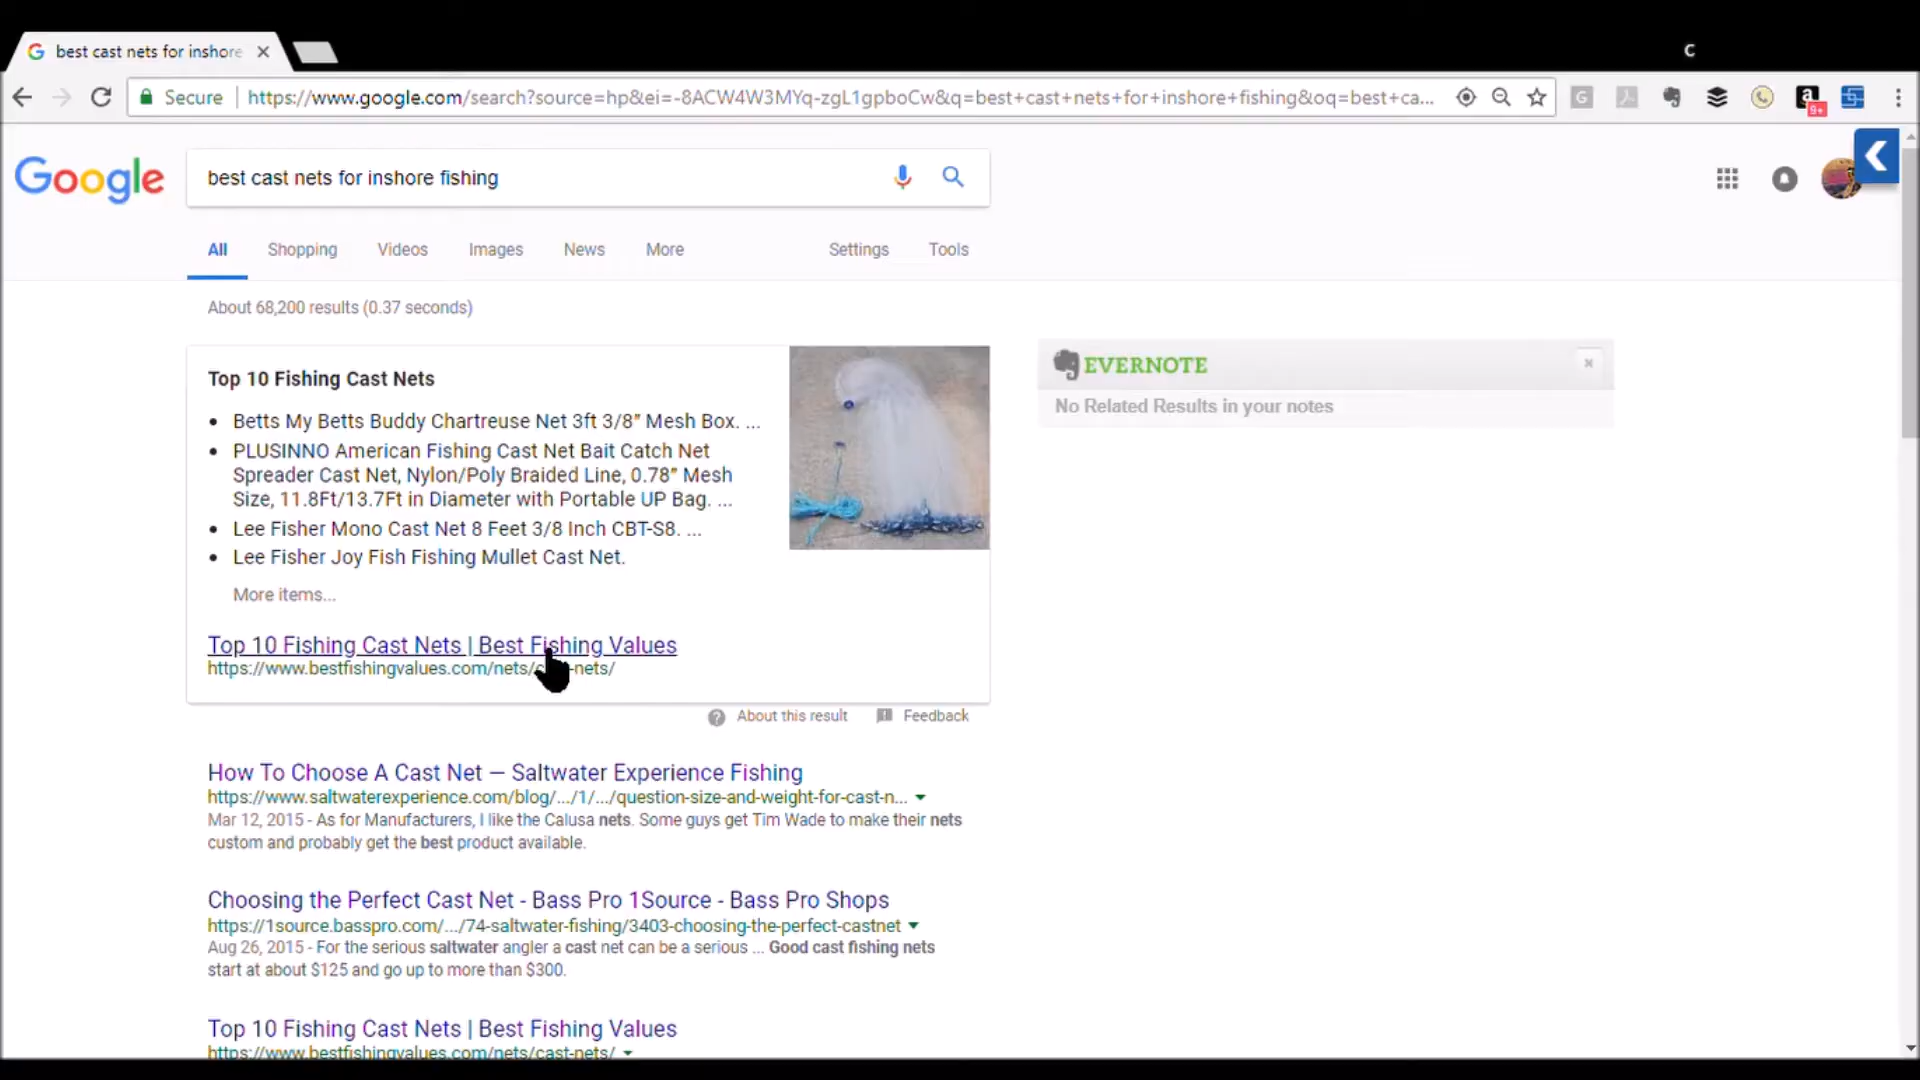 best cast nets for inshore
C
Secure
https://www.google.com/search?source=hp&ei=-8ACW4W3MYq-zgL1gpboCw&q=best+cast+nets+for+inshore+fishing&oq=best+ca...
G
a
9+
Google
best cast nets for inshore fishing
All Shopping Videos Images News More Settings Tools
About 68,200 results (0.37 seconds)
Top 10 Fishing Cast Nets
• Betts My Betts Buddy Chartreuse Net 3ft 3/8” Mesh Box. ...
• PLUSINNO American Fishing Cast Net Bait Catch Net
Spreader Cast Net, Nylon/Poly Braided Line, 0.78” Mesh
Size, 11.8Ft/13.7Ft in Diameter with Portable UP Bag. ...
• Lee Fisher Mono Cast Net 8 Feet 3/8 Inch CBT-S8. ...
• Lee Fisher Joy Fish Fishing Mullet Cast Net.
More items...
EVERNOTE
No Related Results in your notes
Top 10 Fishing Cast Nets | Best Fishing Values
https://www.bestfishingvalues.com/nets/cast-nets/
About this result Feedback
How To Choose A Cast Net — Saltwater Experience Fishing
https://www.saltwaterexperience.com/blog/.../1/.../question-size-and-weight-for-cast-n...
Mar 12, 2015 - As for Manufacturers, I like the Calusa nets. Some guys get Tim Wade to make their nets
custom and probably get the best product available.
Choosing the Perfect Cast Net - Bass Pro 1Source - Bass Pro Shops
https://1source.basspro.com/.../74-saltwater-fishing/3403-choosing-the-perfect-castnet
Aug 26, 2015 - For the serious saltwater angler a cast net can be a serious ... Good cast fishing nets
start at about $125 and go up to more than $300.
Top 10 Fishing Cast Nets | Best Fishing Values
https://www.bestfishingvalues.com/nets/cast-nets/